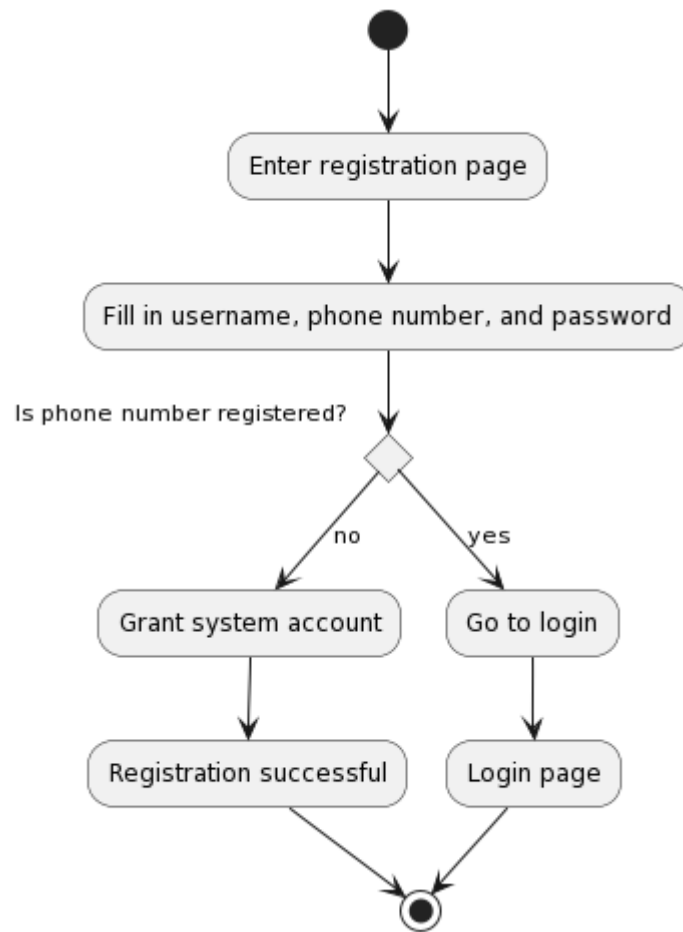 Enter registration page
Fill in username, phone number, and password
Is phone number registered?
no
yes
Grant system account
Go to login
Registration successful
Login page